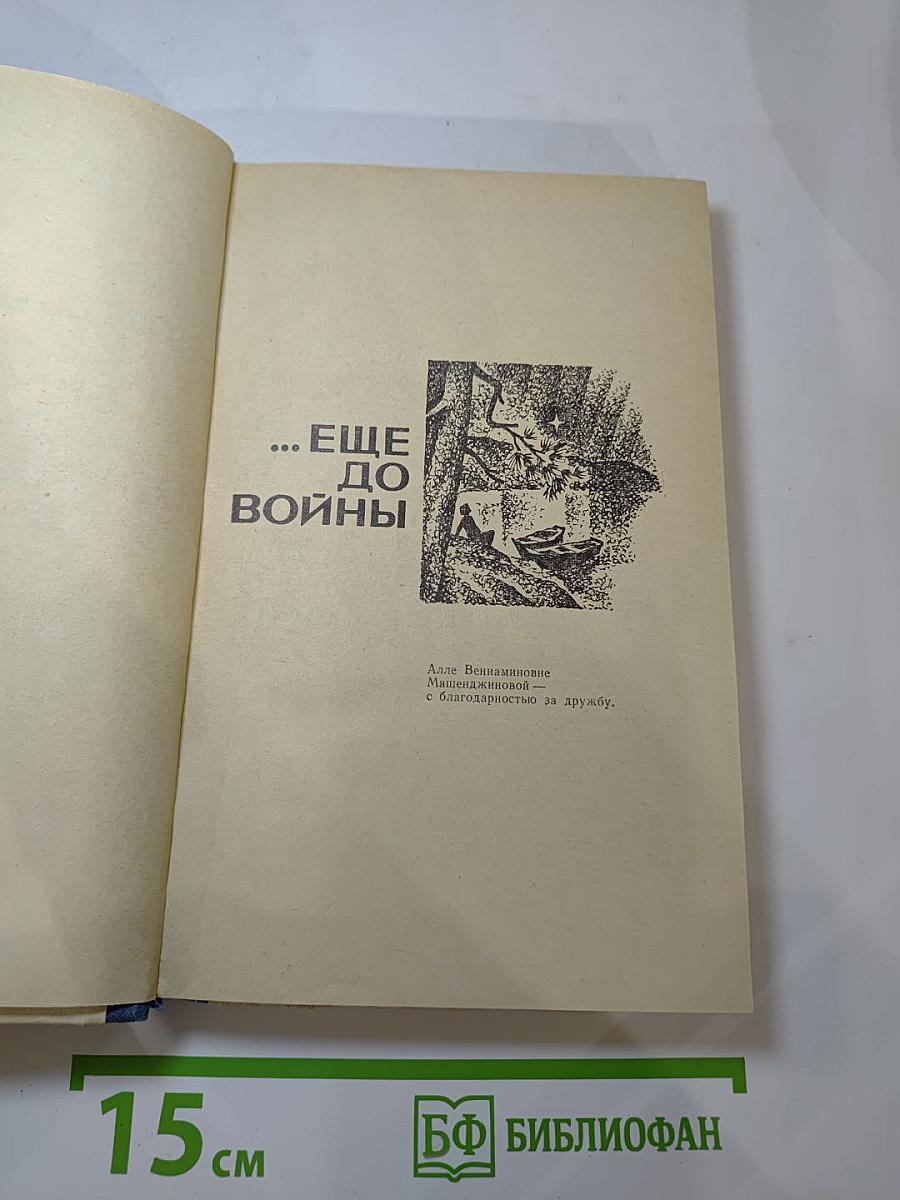 ... ЕЩЕ
ДО
ВОЙНЫ
Алле Вениаминовне
Машенджиновой —
с благодарностью за дружбу.
15 см
БФ БИБЛИОФАН